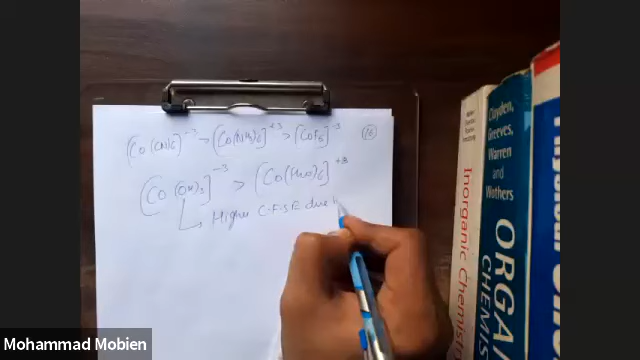 [Co(CN)6]⁻³ > [Co(NH3)6]⁺³ > [CoF6]⁻³
[Co(Ox)3]⁻³ > [Co(H2O)6]⁺³
↳ Higher C.F.S.E due
Inorganic Chemistry
Clayden, Greeves, Warren and Wothers
ORGANIC CHEMIS
Mohammad Mobien